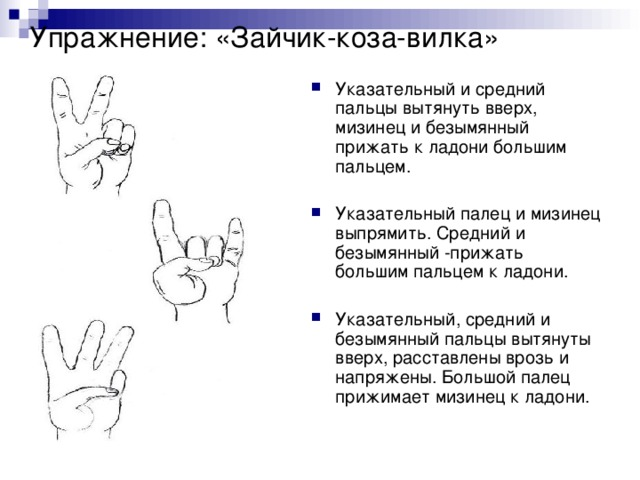 Упражнение: «Зайчик-коза-вилка»
Указательный и средний
пальцы вытянуть вверх,
мизинец и безымянный
прижать к ладони большим
пальцем.
Указательный палец и мизинец
выпрямить. Средний и
безымянный -прижать
большим пальцем к ладони.
Указательный, средний и
безымянный пальцы вытянуты
вверх, расставлены врозь и
напряжены. Большой палец
прижимает мизинец к ладони.